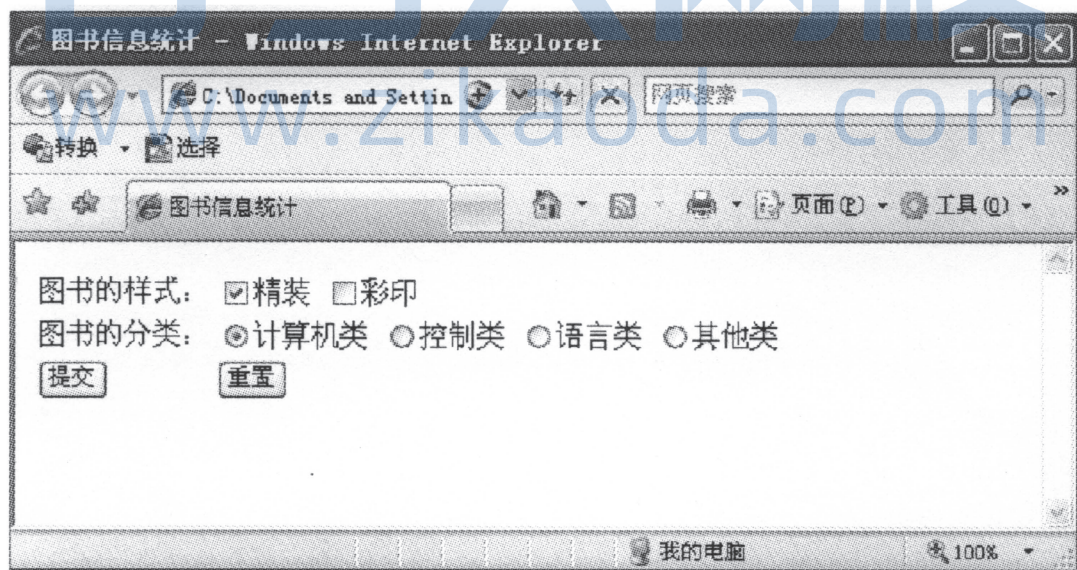 图书信息统计 - Windows Internet Explorer
C:\Documents and Settin
网页搜索
www.zikaoda.com
转换 选择
图书信息统计
页面(P) 工具(O)
图书的样式: 精装 彩印
图书的分类: 计算机类 控制类 语言类 其他类
提交 重置
我的电脑 100%